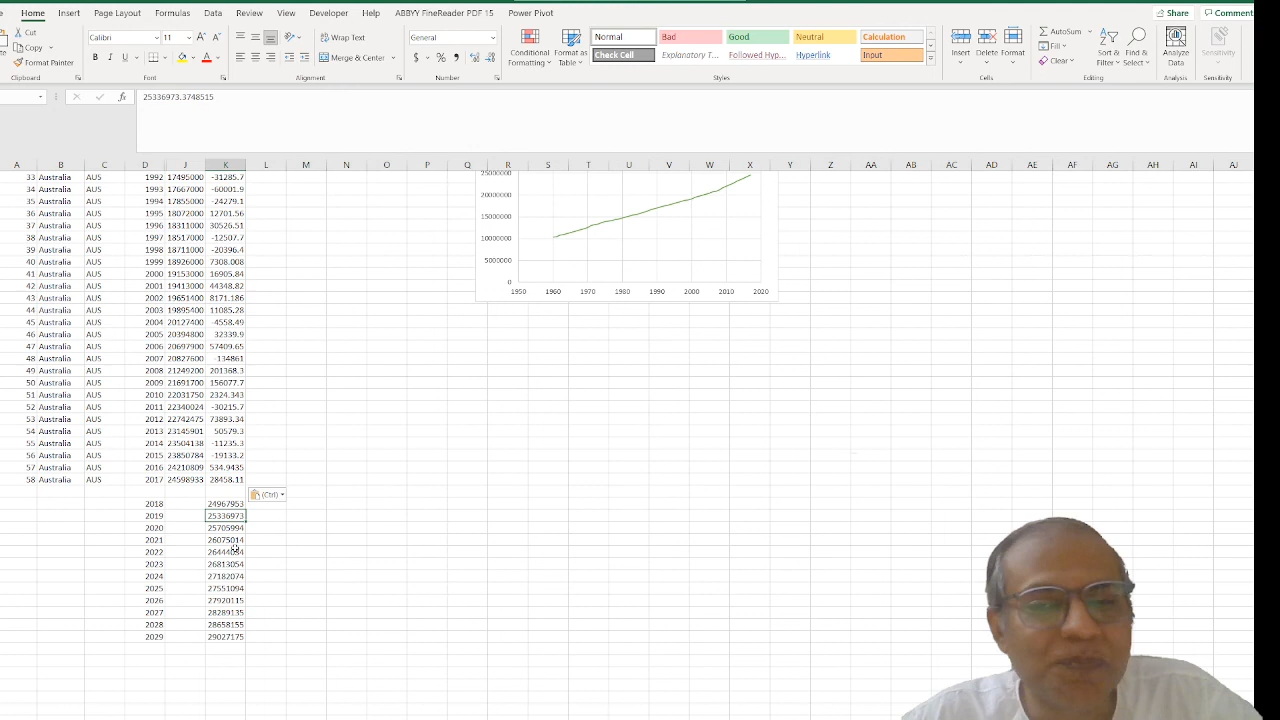 Home Insert Page Layout Formulas Data Review View Developer Help ABBYY FineReader PDF 15 Power Pivot Share Comment
Cut
Copy
Format Painter
Clipboard
Calibri 11
B I U
Font
Wrap Text
Merge & Center
Alignment
General
$ % ,
Number
Conditional Formatting
Format as Table
Normal Bad Good Neutral Calculation
Check Cell Explanatory T... Followed Hyp... Hyperlink Input
Styles
Insert Delete Format
Cells
AutoSum
Fill
Clear
Sort & Filter
Find & Select
Editing
Analyze Data
Analysis
Sensitivity
Sensitivity
fx 25336973.3748515
A B C D J K L M N O P Q R S T U V W X Y Z AA AB AC AD AE AF AG AH AI AJ
33 Australia AUS 1992 17495000 -31285.7
34 Australia AUS 1993 17667000 -60001.9
35 Australia AUS 1994 17855000 -24279.1
36 Australia AUS 1995 18072000 12701.56
37 Australia AUS 1996 18311000 30526.51
38 Australia AUS 1997 18517000 -12507.7
39 Australia AUS 1998 18711000 -20396.4
40 Australia AUS 1999 18926000 7308.008
41 Australia AUS 2000 19153000 16905.84
42 Australia AUS 2001 19413000 44348.82
43 Australia AUS 2002 19651400 8171.186
44 Australia AUS 2003 19895400 11085.28
45 Australia AUS 2004 20127400 -4558.49
46 Australia AUS 2005 20394800 32339.9
47 Australia AUS 2006 20697900 57409.65
48 Australia AUS 2007 20827600 -134861
49 Australia AUS 2008 21249200 201368.3
50 Australia AUS 2009 21691700 156077.7
51 Australia AUS 2010 22031750 2324.343
52 Australia AUS 2011 22340024 -30215.7
53 Australia AUS 2012 22742475 73893.34
54 Australia AUS 2013 23145901 50579.3
55 Australia AUS 2014 23504138 -11235.3
56 Australia AUS 2015 23850784 -19133.2
57 Australia AUS 2016 24210809 534.9435
58 Australia AUS 2017 24598933 28458.11
(Ctrl)
2018 24967953
2019 25336973
2020 25705994
2021 26075014
2022
2023 26813054
2024 27182074
2025 27551094
2026 27920115
2027 28289135
2028 28658155
2029 29027175
25000000
20000000
15000000
10000000
5000000
0
1950 1960 1970 1980 1990 2000 2010 2020